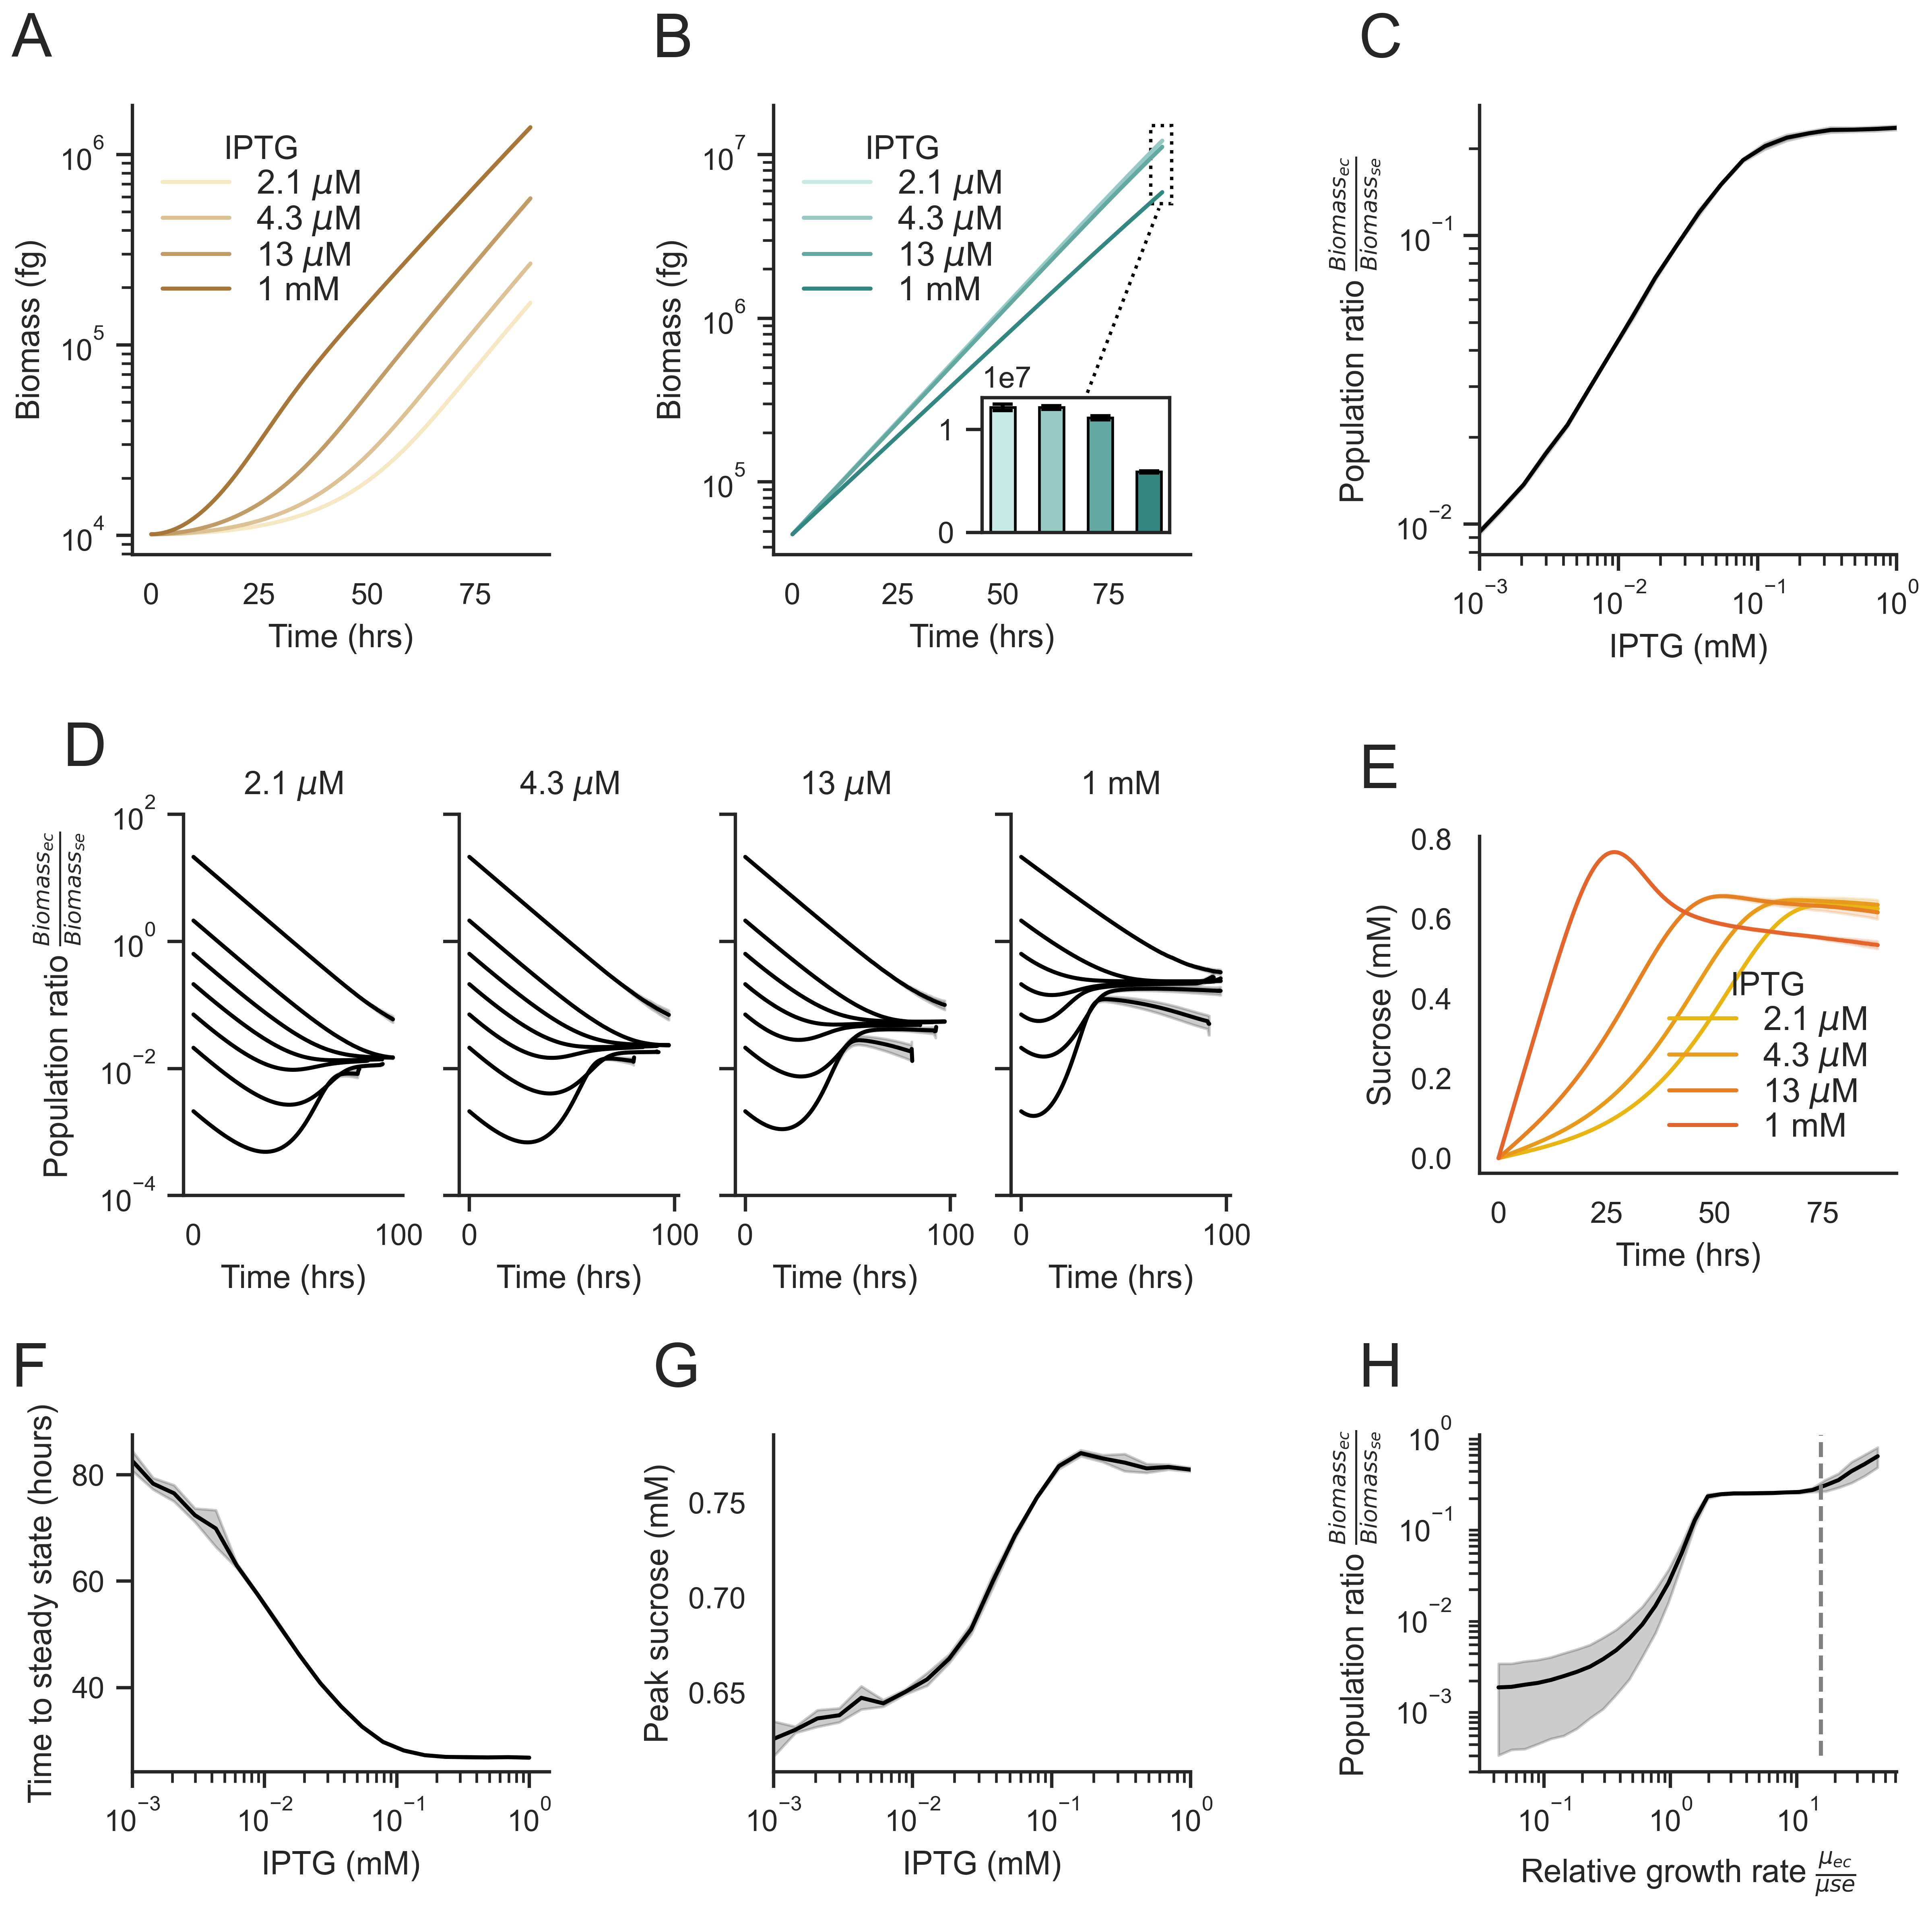 A
B
C
IPTG
2.1 μM
4.3 μM
13 μM
1 mM
10^6
10^5
10^4
Biomass (fg)
0 25 50 75
Time (hrs)
IPTG
2.1 μM
4.3 μM
13 μM
1 mM
10^7
10^6
10^5
Biomass (fg)
1e7
1
0
0 25 50 75
Time (hrs)
Population ratio Biomass_ec/Biomass_se
10^−1
10^−2
10^−3 10^−2 10^−1 10^0
IPTG (mM)
D
2.1 μM 4.3 μM 13 μM 1 mM
Population ratio Biomass_ec/Biomass_se
10^2
10^0
10^−2
10^−4
0 100 0 100 0 100 0 100
Time (hrs) Time (hrs) Time (hrs) Time (hrs)
E
Sucrose (mM)
0.8
0.6
0.4
0.2
0.0
IPTG
2.1 μM
4.3 μM
13 μM
1 mM
0 25 50 75
Time (hrs)
F
Time to steady state (hours)
80
60
40
10^−3 10^−2 10^−1 10^0
IPTG (mM)
G
Peak sucrose (mM)
0.75
0.70
0.65
10^−3 10^−2 10^−1 10^0
IPTG (mM)
H
Population ratio Biomass_ec/Biomass_se
10^0
10^−1
10^−2
10^−3
10^−1 10^0 10^1
Relative growth rate μ_ec/μse